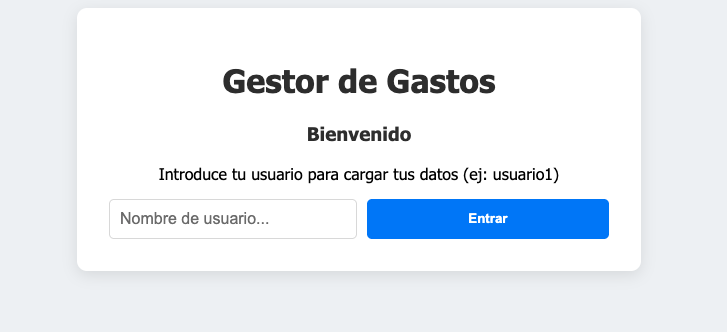 Gestor de Gastos
Bienvenido
Introduce tu usuario para cargar tus datos (ej: usuario1)
Nombre de usuario...
Entrar